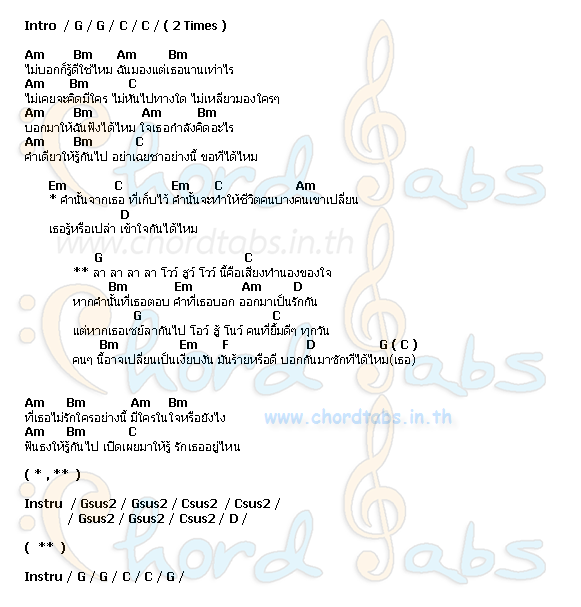 Intro / G / G / C / C / ( 2 Times )
Am Bm Am Bm
ไม่บอกก็รู้ดีใช่ไหม ฉันมองแต่เธอนานเท่าไร
Am Bm C
ไม่เคยจะคิดมีใคร ไม่หันไปทางใด ไม่เหลียวมองใครๆ
Am Bm Am Bm
บอกมาให้ฉันฟังได้ไหม ใจเธอกำลังคิดอะไร
Am Bm C
คำเดียวให้รู้กันไป อย่าเฉยชาอย่างนี้ ขอทีได้ไหม
Em C Em C Am
* คำนั้นจากเธอ ที่เก็บไว้ คำนั้นจะทำให้ชีวิตคนบางคนเขาเปลี่ยน
D
เธอรู้หรือเปล่า เข้าใจกันได้ไหม
www.chordtabs.in.th
G C
** ลา ลา ลา ลา โวว์ ฮูว์ โวว์ นี้คือเสียงทำนองของใจ
Bm Em Am D
หากคำนั้นที่เธอตอบ คำที่เธอบอก ออกมาเป็นรักกัน
G C
แต่หากเธอเซย์ลากันไป โอว์ ฮู้ โนว์ คนที่ยิ้มดีๆ ทุกวัน
Bm Em F D G ( C )
คนๆ นี้อาจเปลี่ยนเป็นเงียบงัน มันร้ายหรือดี บอกกันมาซักทีได้ไหม(เธอ)
Am Bm Am Bm
ที่เธอไม่รักใครอย่างนี้ มีใครในใจหรือยังไง
www.chordtabs.in.th
Am Bm C
ฟันธงให้รู้กันไป เปิดเผยมาให้รู้ รักเธออยู่ไหน
( * , ** )
Instru / Gsus2 / Gsus2 / Csus2 / Csus2 /
/ Gsus2 / Gsus2 / Csus2 / D /
( ** )
Instru / G / G / C / C / G /
Chord Tabs
Chord Tabs